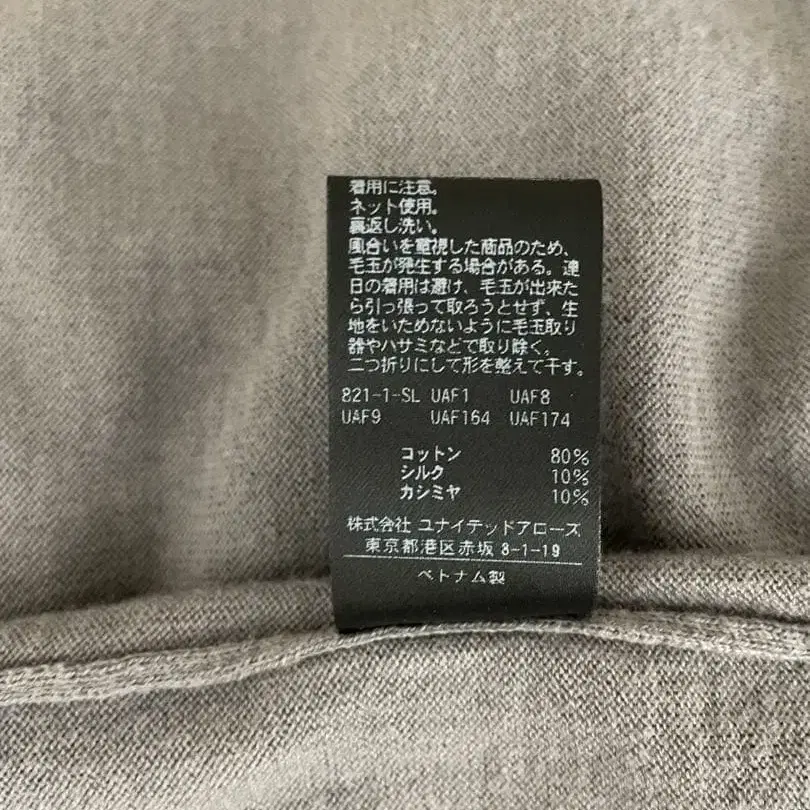 着用に注意。
ネット使用。
裏返し洗い。
風合いを重視した商品のため、
毛玉が発生する場合がある。連
日の着用は避け、毛玉が出来た
ら引っ張って取ろうとせず、生
地をいためないように毛玉取り
器やハサミなどで取り除く。
二つ折りにして形を整えて干す。
821-1-SL UAF1 UAF8
UAF9 UAF164 UAF174
コットン 80%
シルク 10%
カシミヤ 10%
株式会社 ユナイテッドアローズ
東京都港区赤坂 8-1-19
ベトナム製